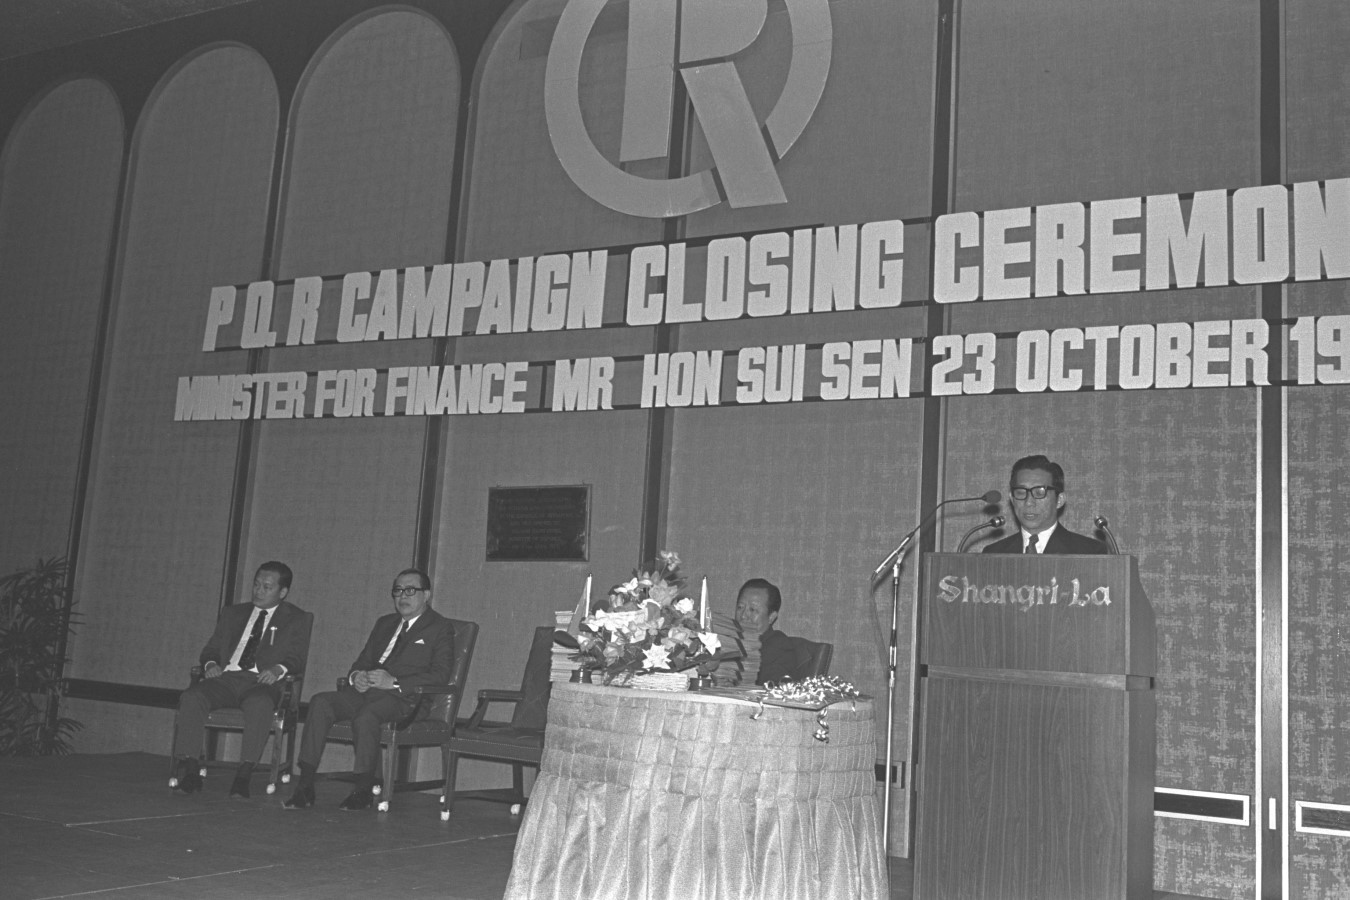 P.Q.R CAMPAIGN CLOSING CEREMON
MINISTER FOR FINANCE MR HON SUI SEN 23 OCTOBER 19
Shangri-La